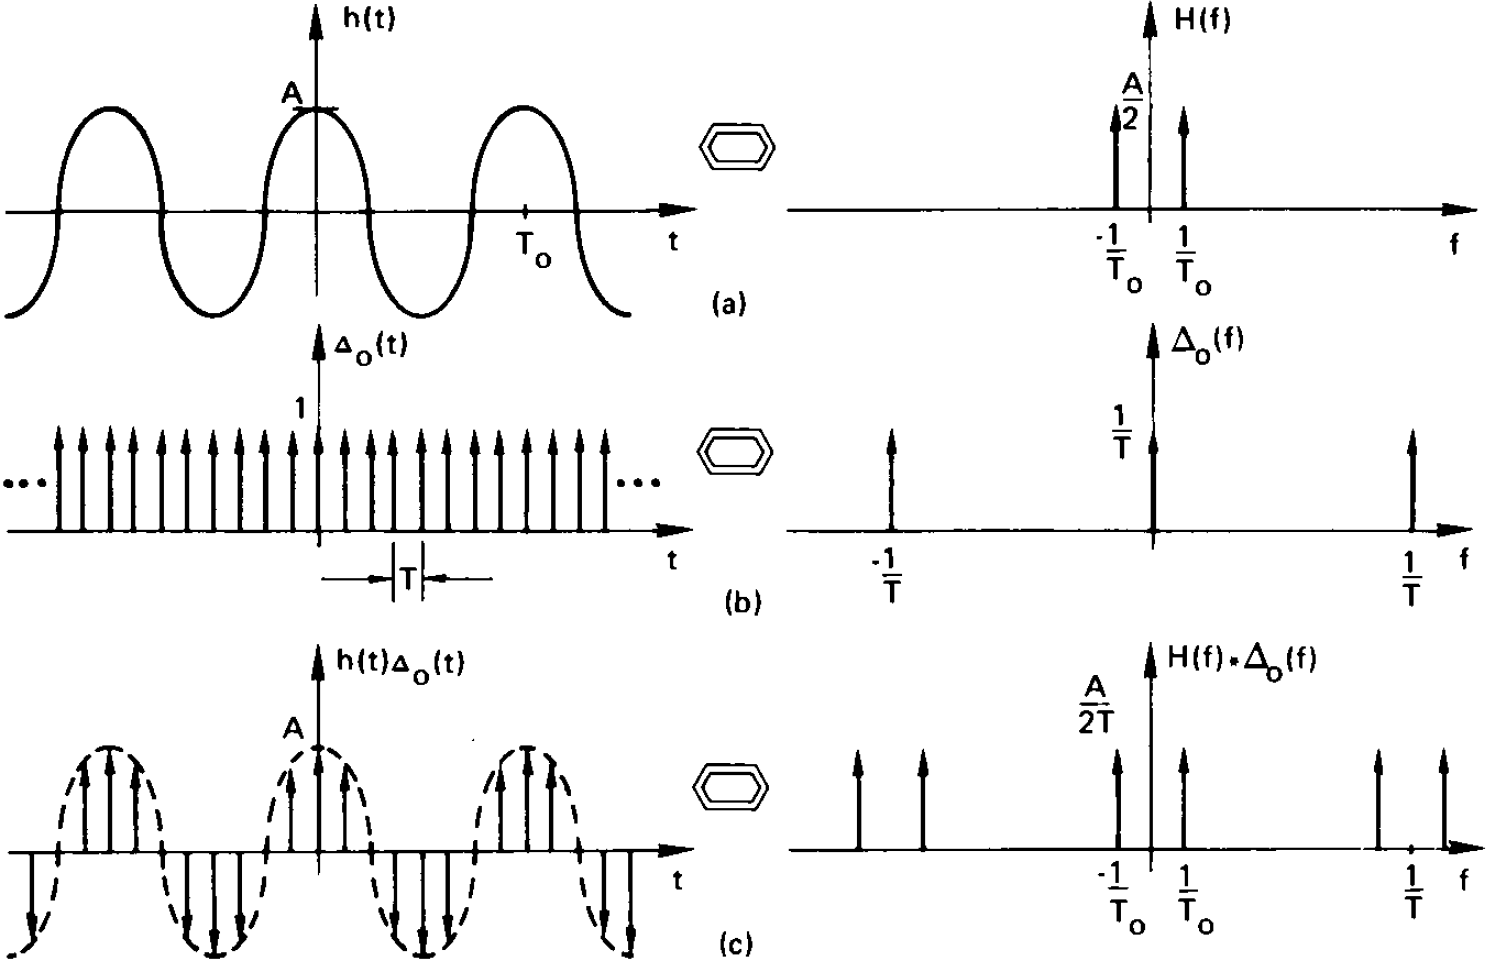 h(t)
A
T₀
t
H(f)
A/2
-1/T₀
1/T₀
f
(a)
Δ₀(t)
1
...
...
T
t
Δ₀(f)
1/T
-1/T
1/T
f
(b)
h(t)Δ₀(t)
A
t
H(f)*Δ₀(f)
A/2T
-1/T₀
1/T₀
1/T
f
(c)